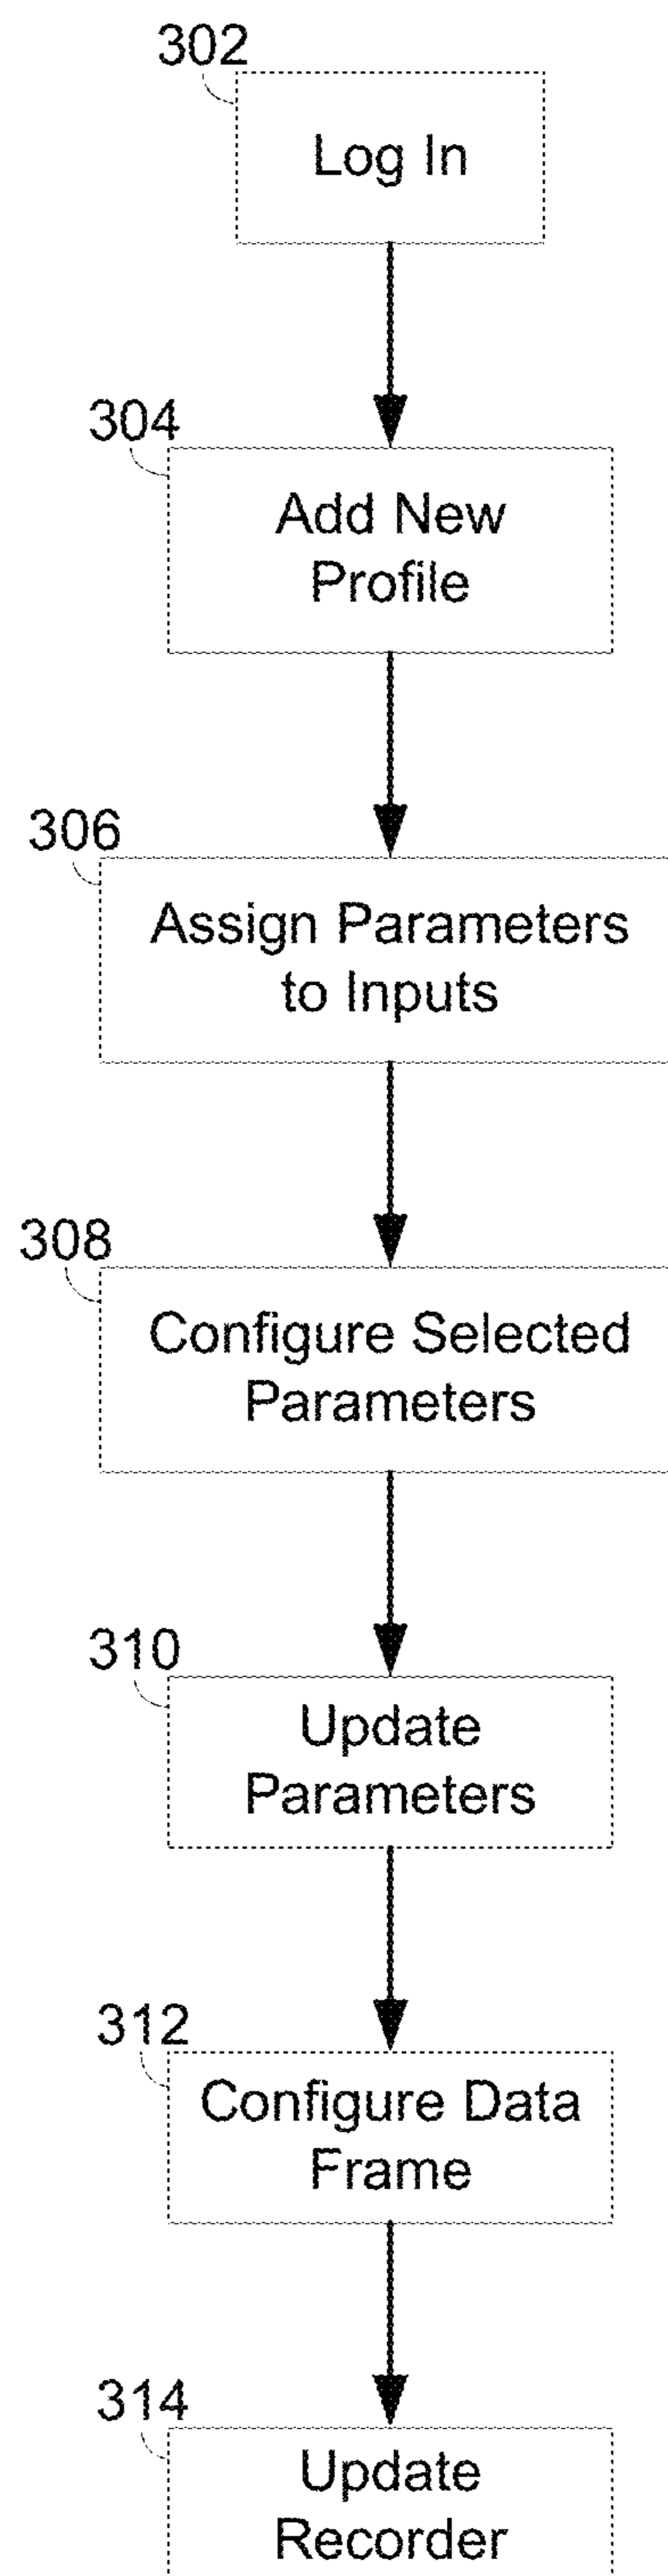 302
Log In
304
Add New
Profile
306
Assign Parameters
to Inputs
308
Configure Selected
Parameters
310
Update
Parameters
312
Configure Data
Frame
314
Update
Recorder